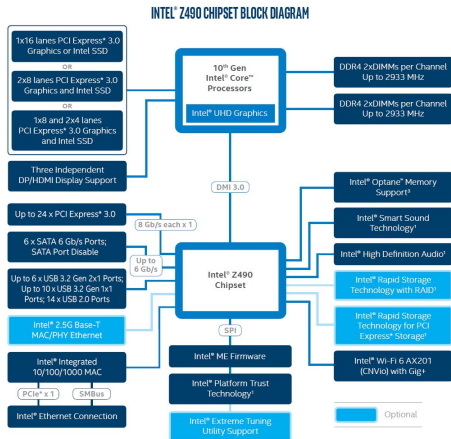 INTEL® Z490 CHIPSET BLOCK DIAGRAM
1x16 lanes PCI Express* 3.0
Graphics or Intel SSD
OR
2x8 lanes PCI Express* 3.0
Graphics and Intel SSD
OR
1x8 and 2x4 lanes
PCI Express* 3.0 Graphics
and Intel SSD
Three Independent
DP/HDMI Display Support
10th Gen
Intel® Core™
Processors
Intel® UHD Graphics
DDR4 2xDIMMs per Channel
Up to 2933 MHz
DDR4 2xDIMMs per Channel
Up to 2933 MHz
DMI 3.0
Up to 24 x PCI Express* 3.0
8 Gb/s each x 1
6 x SATA 6 Gb/s Ports;
SATA Port Disable
Up to
6 Gb/s
Up to 6 x USB 3.2 Gen 2x1 Ports;
Up to 10 x USB 3.2 Gen 1x1
Ports; 14 x USB 2.0 Ports
Intel® 2.5G Base-T
MAC/PHY Ethernet
Intel® Integrated
10/100/1000 MAC
PCIe* x 1
SMBus
Intel® Ethernet Connection
Intel® Z490
Chipset
SPI
Intel® ME Firmware
Intel® Platform Trust
Technology¹
Intel® Extreme Tuning
Utility Support
Intel® Optane™ Memory
Support³
Intel® Smart Sound
Technology¹
Intel® High Definition Audio¹
Intel® Rapid Storage
Technology with RAID¹
Intel® Rapid Storage
Technology for PCI
Express* Storage¹
Intel® Wi-Fi 6 AX201
(CNVio) with Gig+
Optional